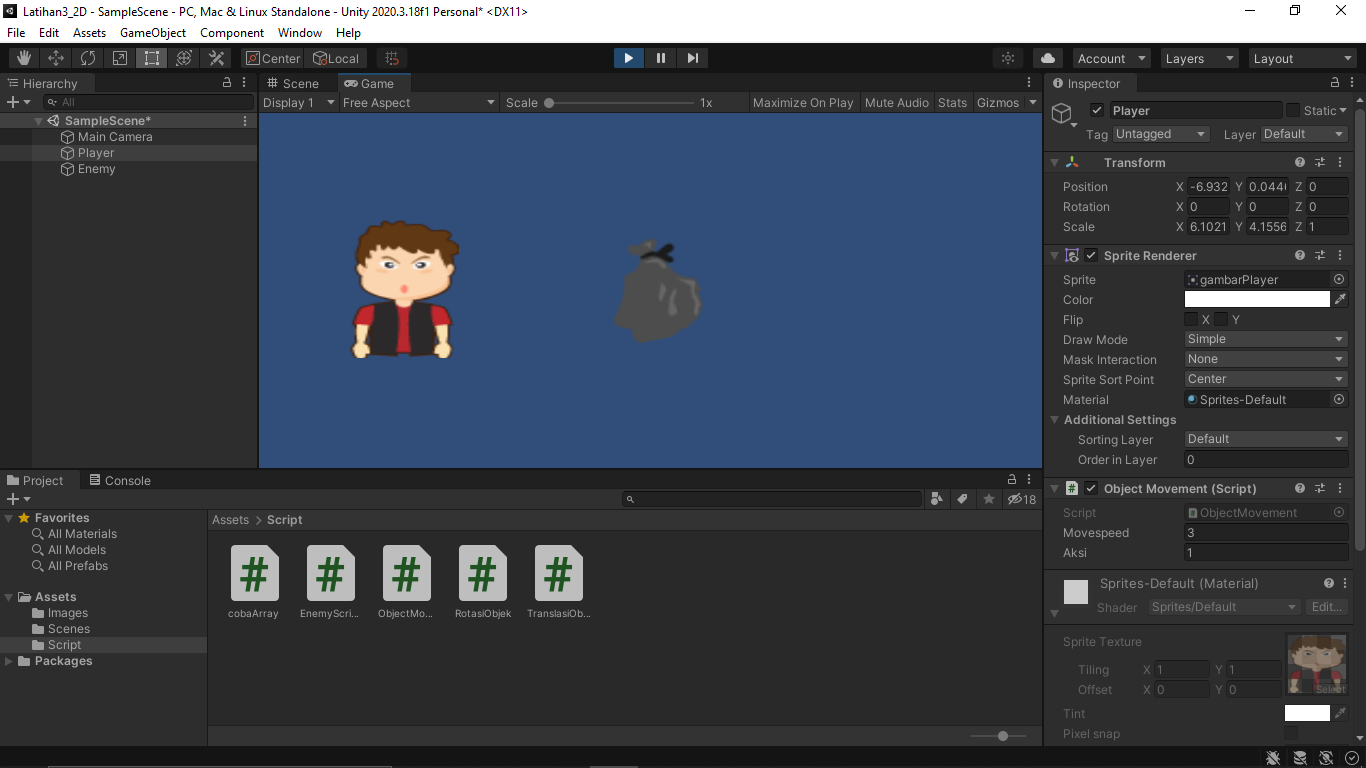 Latihan3_2D - SampleScene - PC, Mac & Linux Standalone - Unity 2020.3.18f1 Personal* <DX11>
File Edit Assets GameObject Component Window Help
Center Local Account Layers Layout
Hierarchy
All
SampleScene*
Main Camera
Player
Enemy
Scene Game
Display 1 Free Aspect Scale 1x Maximize On Play Mute Audio Stats Gizmos
Inspector
Player Static
Tag Untagged Layer Default
Transform
Position X -6.932 Y 0.044 Z 0
Rotation X 0 Y 0 Z 0
Scale X 6.1021 Y 4.1556 Z 1
Sprite Renderer
Sprite gambarPlayer
Color
Flip X Y
Draw Mode Simple
Mask Interaction None
Sprite Sort Point Center
Material Sprites-Default
Additional Settings
Sorting Layer Default
Order in Layer 0
# Object Movement (Script)
Script # ObjectMovement
Movespeed 3
Aksi 1
Sprites-Default (Material)
Shader Sprites/Default Edit...
Sprite Texture
Tiling X 1 Y 1
Offset X 0 Y 0
Select
Tint
Pixel snap
Project Console
18
Favorites
All Materials
All Models
All Prefabs
Assets
Images
Scenes
Script
Packages
Assets > Script
# # # # #
cobaArray EnemyScri... ObjectMo... RotasiObjek TranslasiOb...